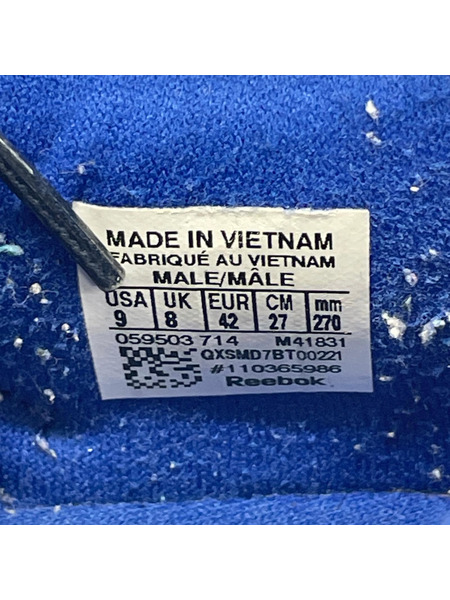 MADE IN VIETNAM
FABRIQUÉ AU VIETNAM
MALE/MÂLE
USA UK EUR CM mm
9 8 42 27 270
059503 714 M41831
QXSMD7BT00221
#110365986
Reebok